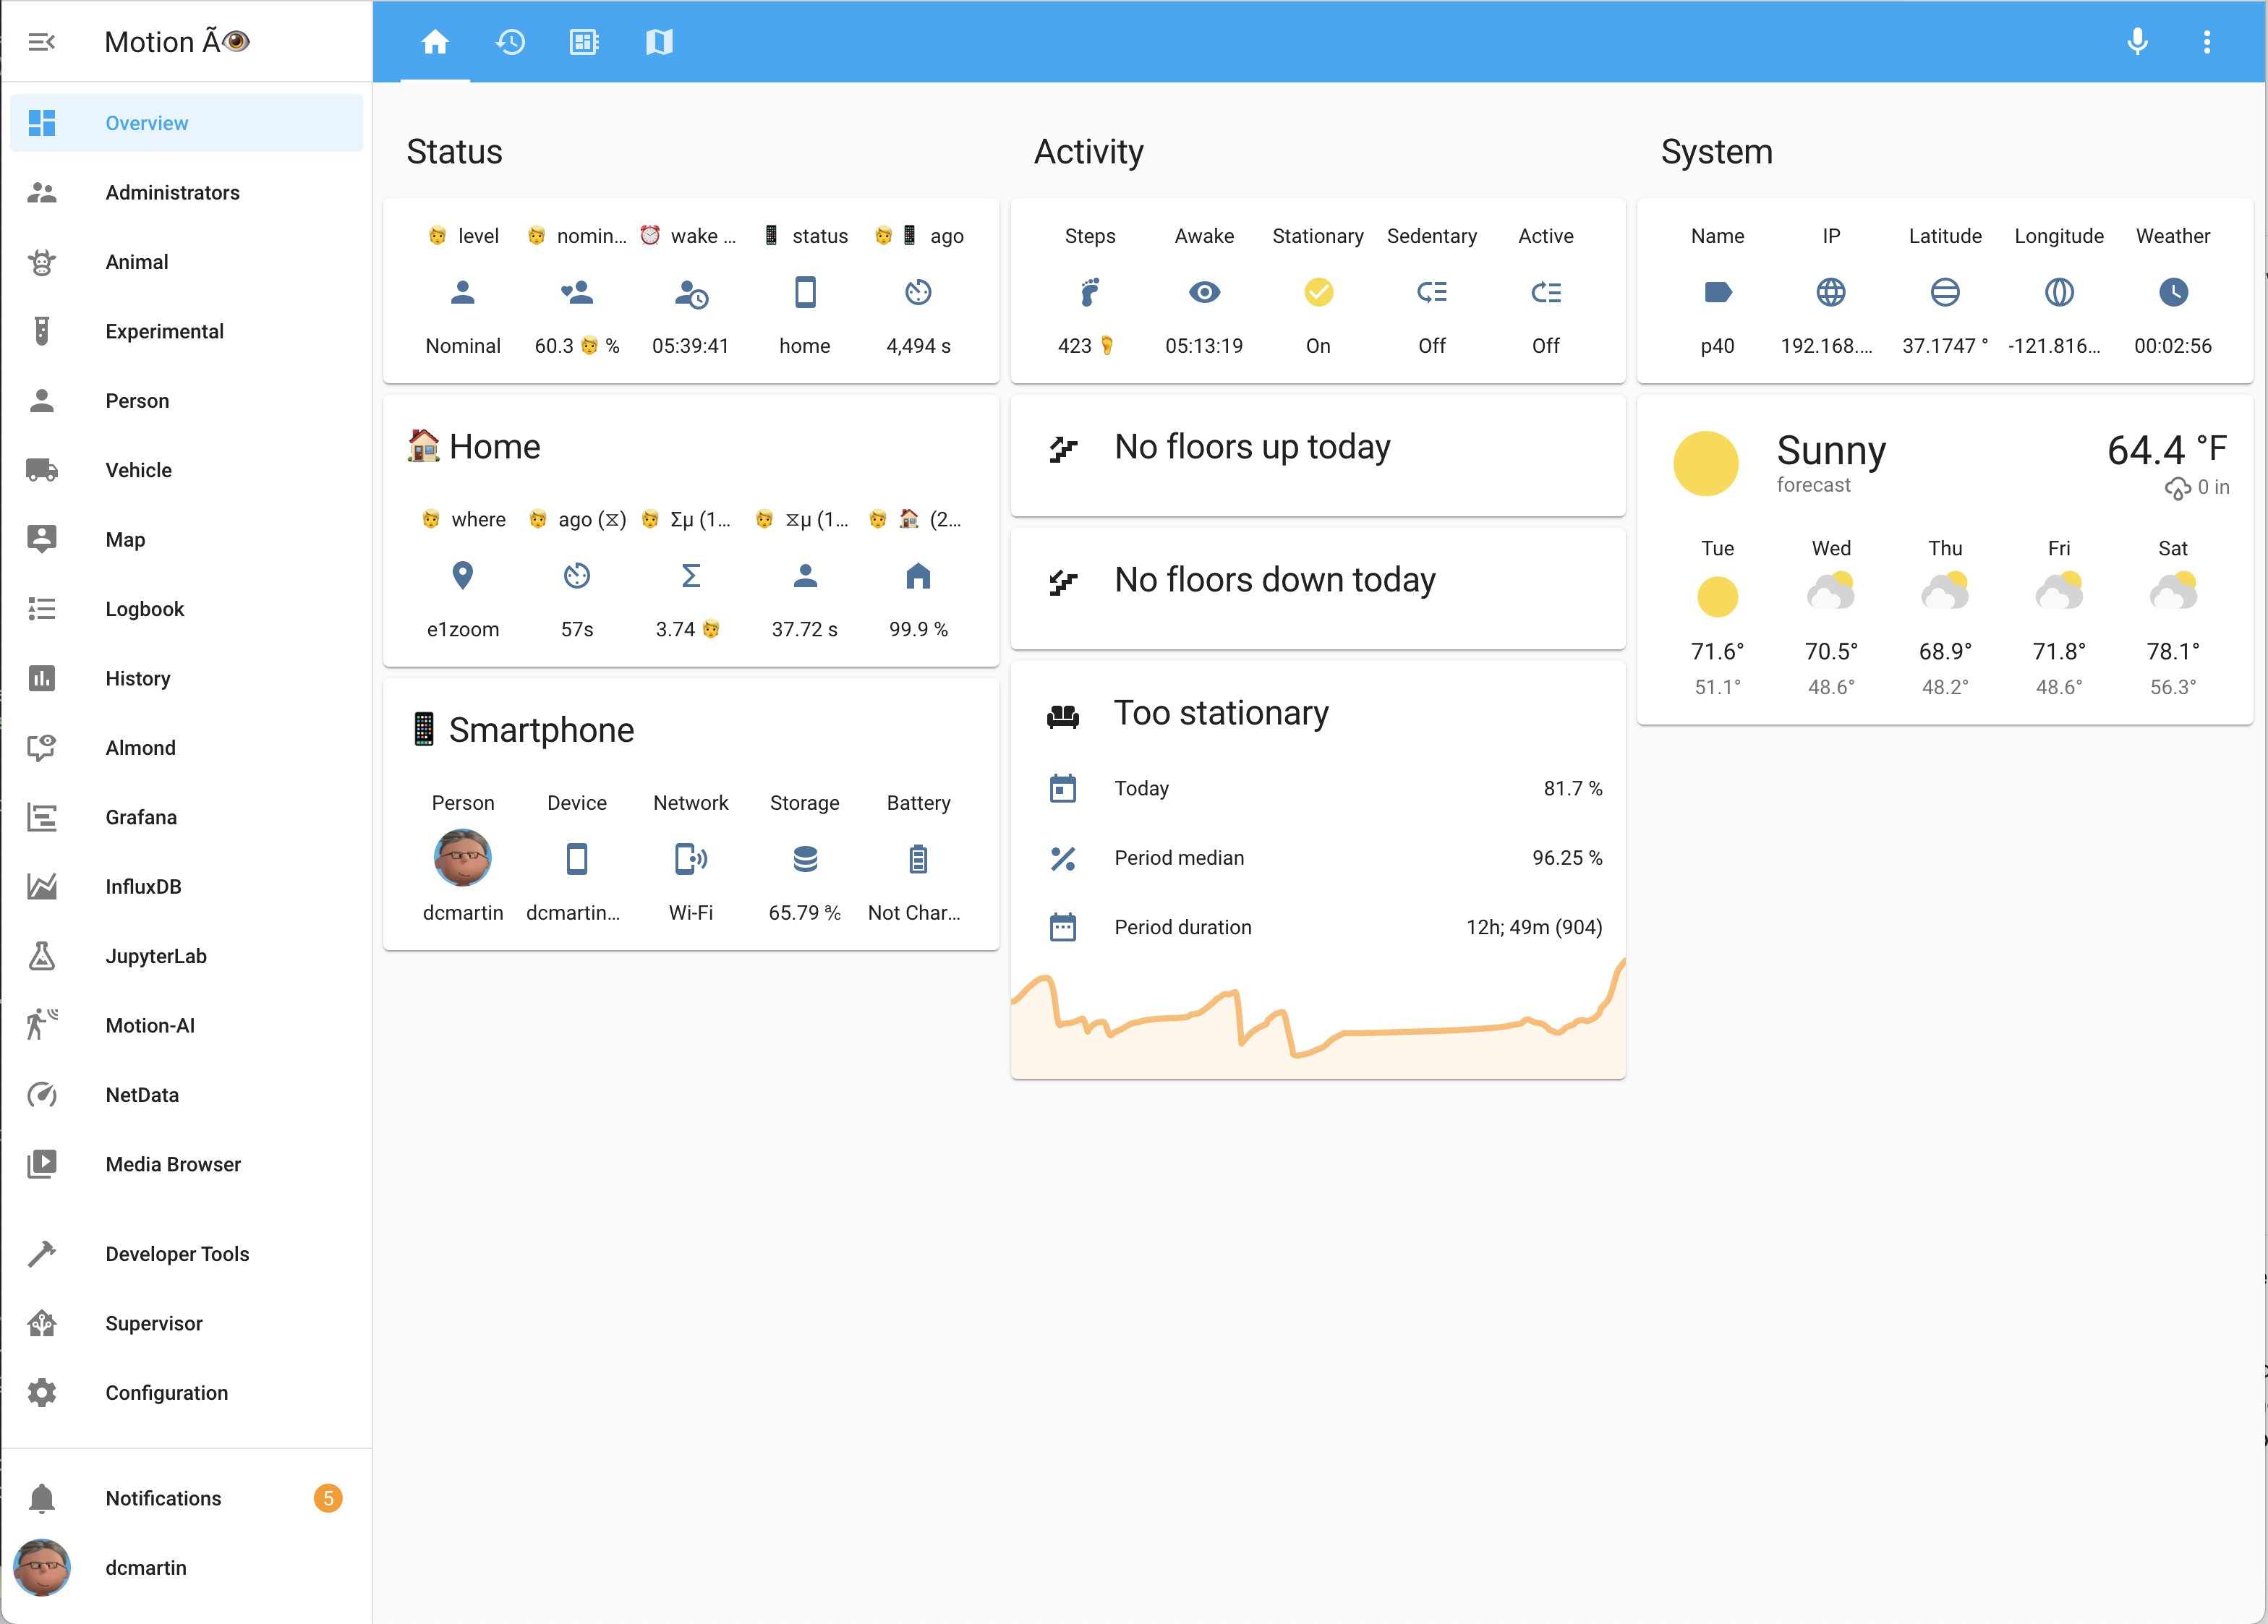 Motion Ã👁
Overview
Administrators
Animal
Experimental
Person
Vehicle
Map
Logbook
History
Almond
Grafana
InfluxDB
JupyterLab
Motion-AI
NetData
Media Browser
Developer Tools
Supervisor
Configuration
Notifications 5
dcmartin
Status
level nomin... wake ... status ago
Nominal 60.3 % 05:39:41 home 4,494 s
Home
where ago (⧖) Σμ (1... ⧖μ (1... (2...
e1zoom 57s 3.74 37.72 s 99.9 %
Smartphone
Person Device Network Storage Battery
dcmartin dcmartin... Wi-Fi 65.79 % Not Char...
Activity
Steps Awake Stationary Sedentary Active
423 05:13:19 On Off Off
No floors up today
No floors down today
Too stationary
Today 81.7 %
Period median 96.25 %
Period duration 12h; 49m (904)
System
Name IP Latitude Longitude Weather
p40 192.168.... 37.1747 ° -121.816... 00:02:56
Sunny 64.4 °F
forecast 0 in
Tue Wed Thu Fri Sat
71.6° 70.5° 68.9° 71.8° 78.1°
51.1° 48.6° 48.2° 48.6° 56.3°